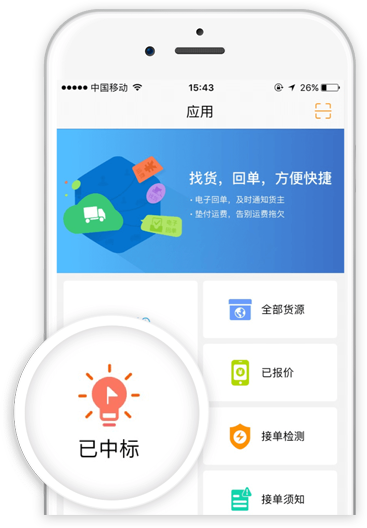 中国移动
15:43
26%
应用
找货，回单，方便快捷
·电子回单，及时通知货主
·垫付运费，告别运费拖欠
全部货源
已报价
接单检测
接单须知
已中标